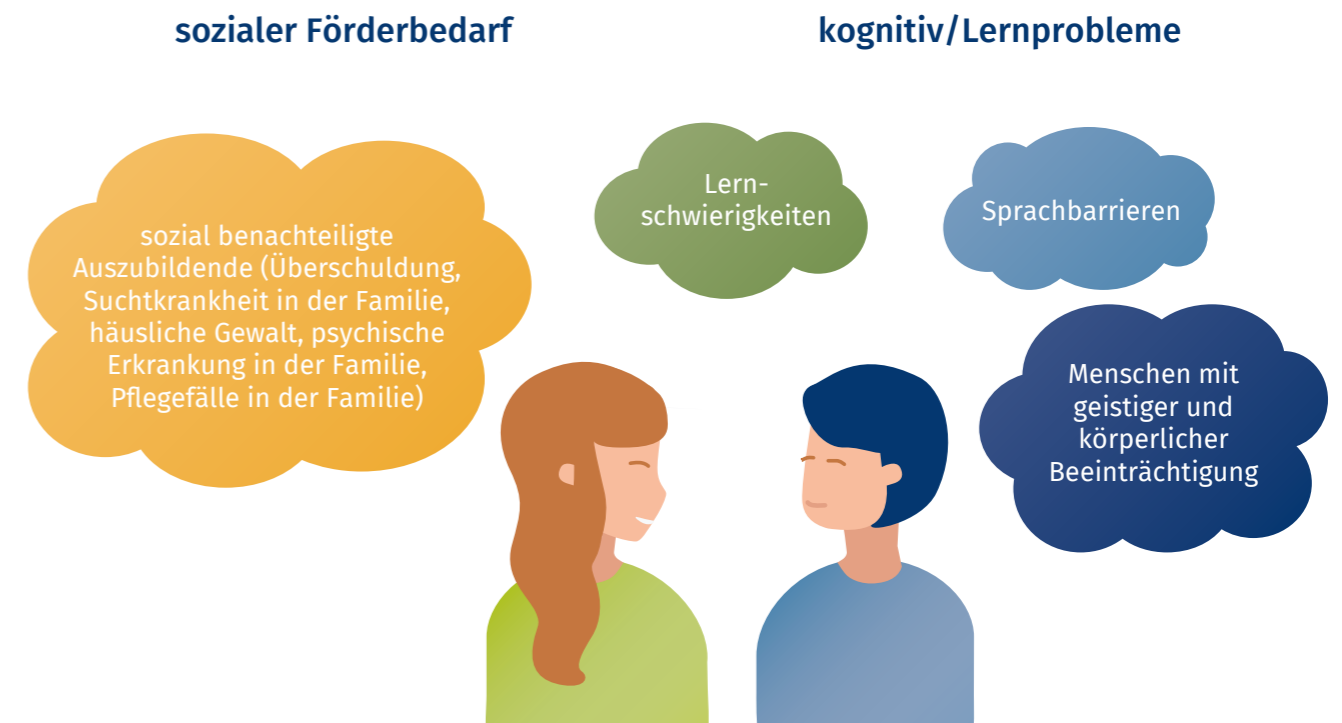 sozialer Förderbedarf
kognitiv/Lernprobleme
sozial benachteiligte
Auszubildende (Überschuldung,
Suchtkrankheit in der Familie,
häusliche Gewalt, psychische
Erkrankung in der Familie,
Pflegefälle in der Familie)
Lern-
schwierigkeiten
Sprachbarrieren
Menschen mit
geistiger und
körperlicher
Beeinträchtigung